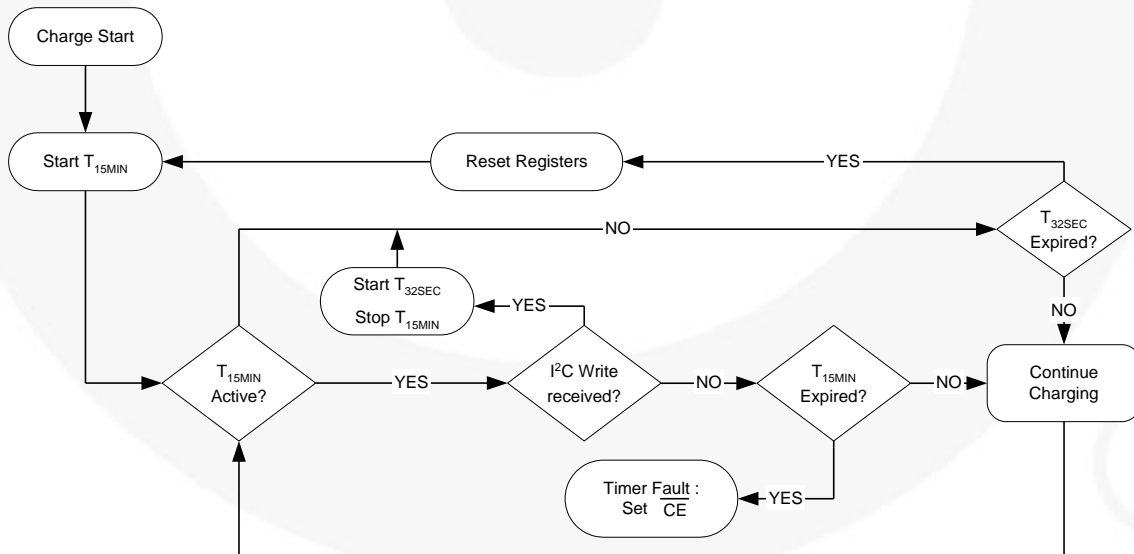 Charge Start
Start T15MIN
Reset Registers
YES
T32SEC
Expired?
NO
Start T32SEC
Stop T15MIN
YES
NO
T15MIN
Active?
YES
I²C Write
received?
NO
T15MIN
Expired?
NO
Continue
Charging
Timer Fault :
Set C̅E̅
YES